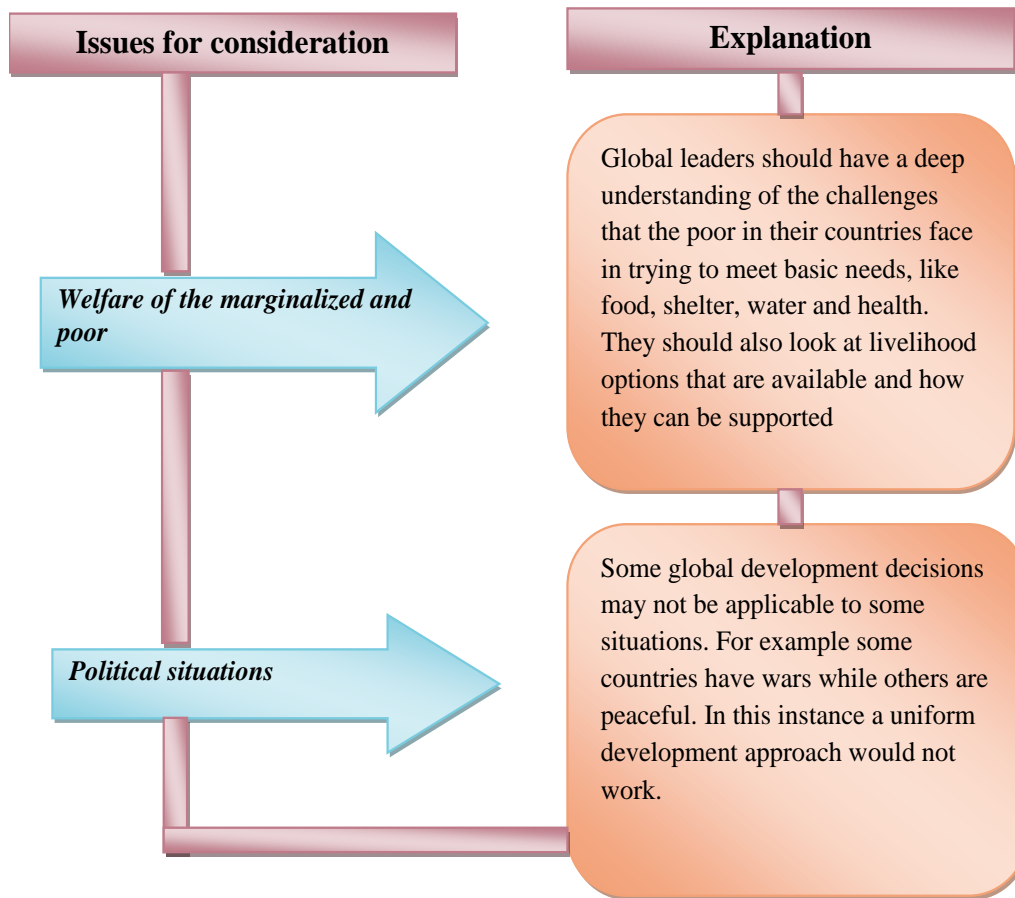 Issues for consideration
Explanation
Welfare of the marginalized and
poor
Global leaders should have a deep
understanding of the challenges
that the poor in their countries face
in trying to meet basic needs, like
food, shelter, water and health.
They should also look at livelihood
options that are available and how
they can be supported
Political situations
Some global development decisions
may not be applicable to some
situations. For example some
countries have wars while others are
peaceful. In this instance a uniform
development approach would not
work.